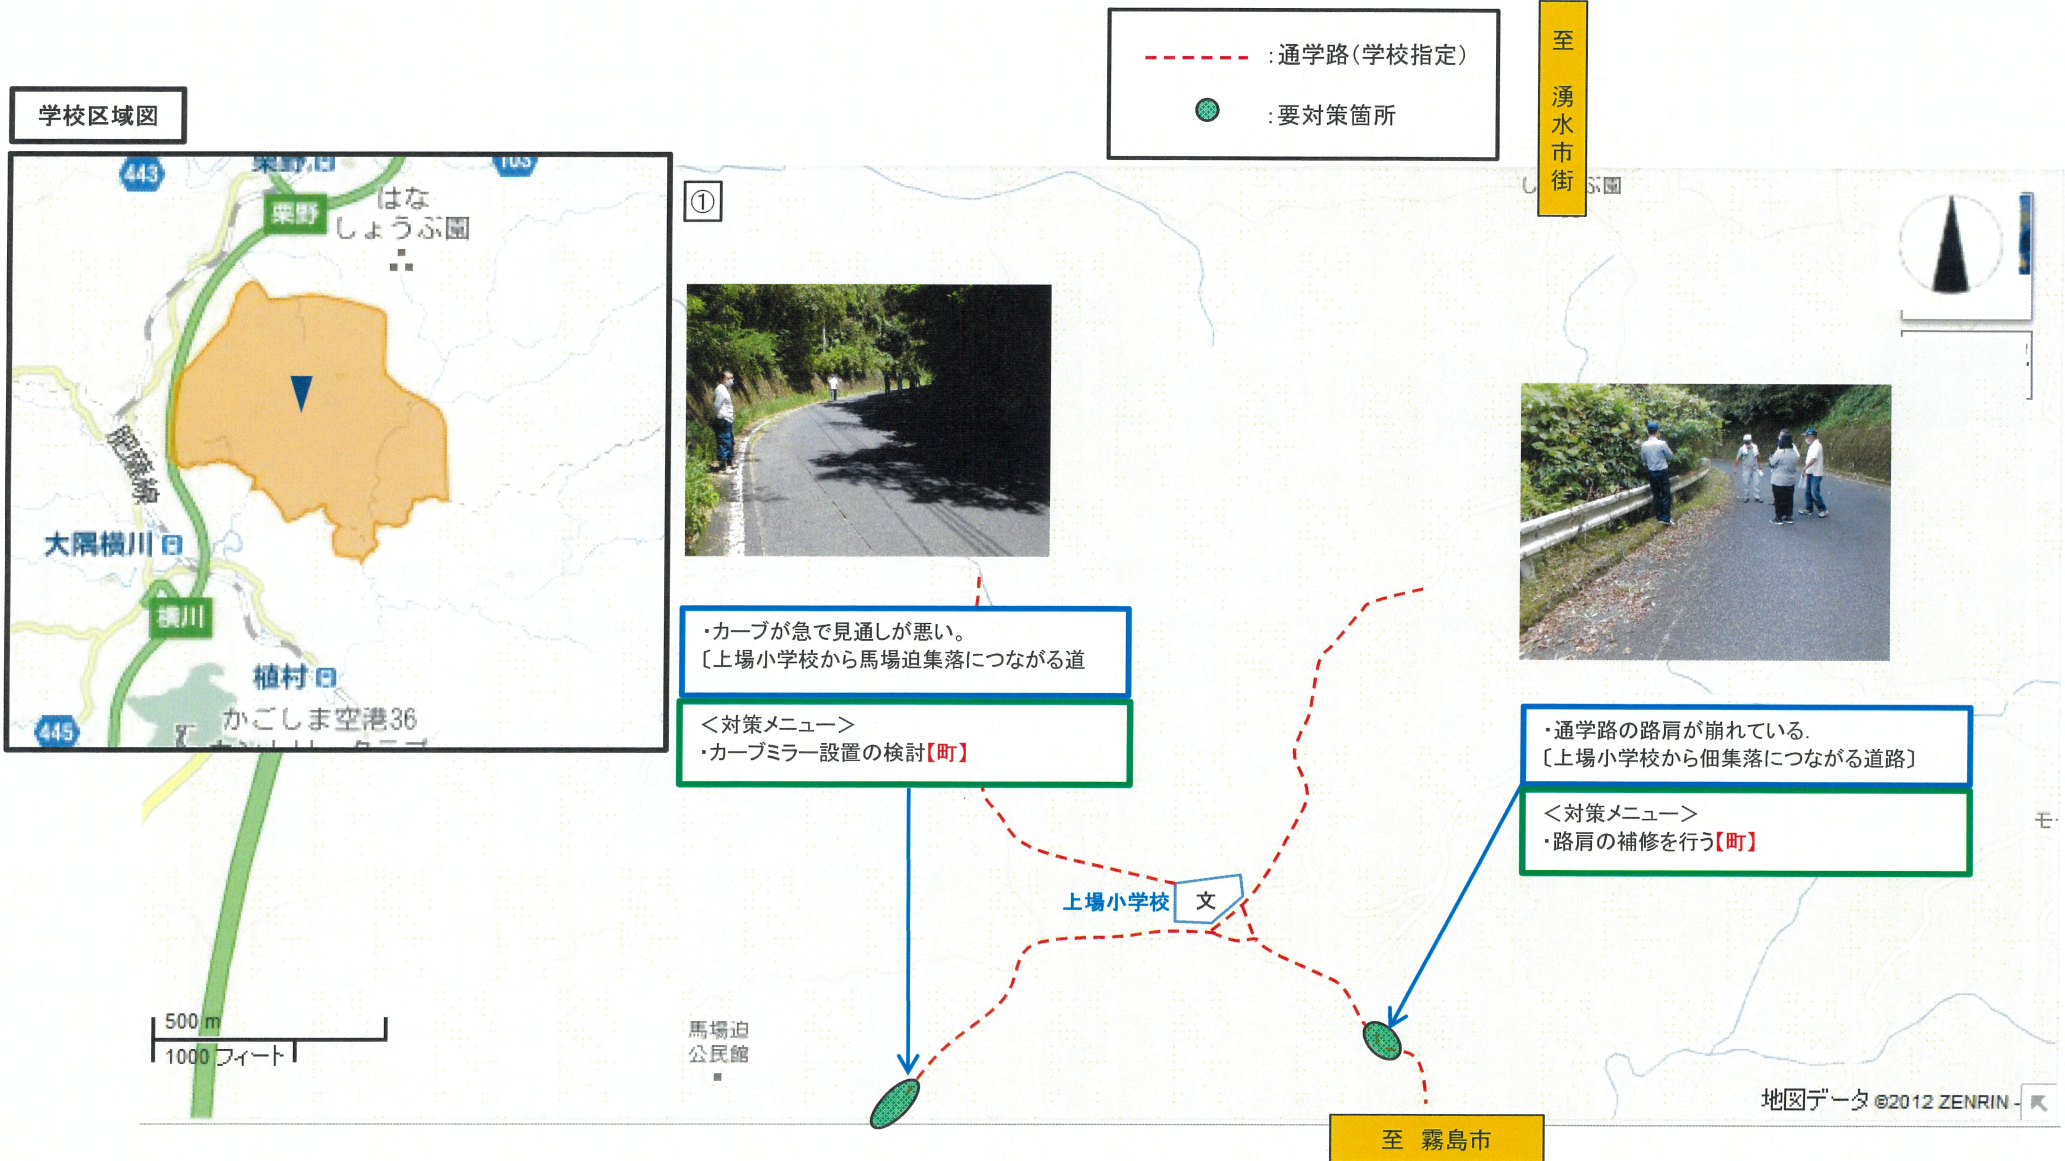 :通学路(学校指定)
:要対策箇所
至 湧水市街
学校区域図
443
栗野
103
栗野
はな
しょうぶ園
肥薩線
大隅横川
横川
植村
かごしま空港36
445
①
ぶ園
・カーブが急で見通しが悪い。
〔上場小学校から馬場迫集落につながる道
<対策メニュー>
・カーブミラー設置の検討【町】
・通学路の路肩が崩れている.
〔上場小学校から佃集落につながる道路〕
<対策メニュー>
・路肩の補修を行う【町】
モ
上場小学校
文
500 m
1000 フィート
馬場迫
公民館
地図データ ©2012 ZENRIN -
至 霧島市